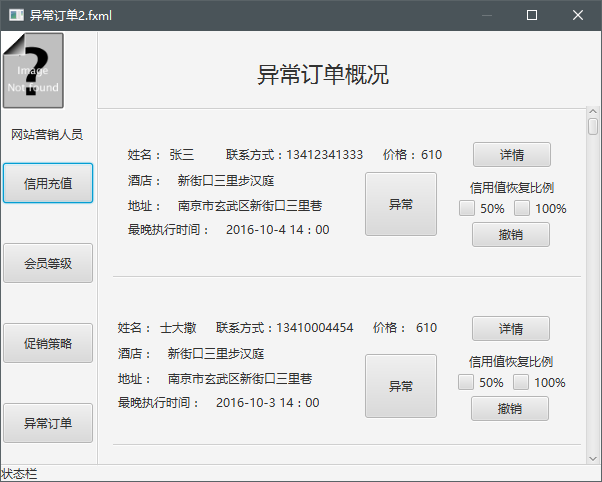 异常订单2.fxml
Image
Not found
网站营销人员
信用充值
会员等级
促销策略
异常订单
异常订单概况
姓名： 张三 联系方式：13412341333 价格： 610 详情
酒店： 新街口三里步汉庭
地址： 南京市玄武区新街口三里巷
最晚执行时间： 2016-10-4 14：00
异常
信用值恢复比例
50% 100%
撤销
姓名： 士大撒 联系方式：13410004454 价格： 610 详情
酒店： 新街口三里步汉庭
地址： 南京市玄武区新街口三里巷
最晚执行时间： 2016-10-3 14：00
异常
信用值恢复比例
50% 100%
撤销
状态栏